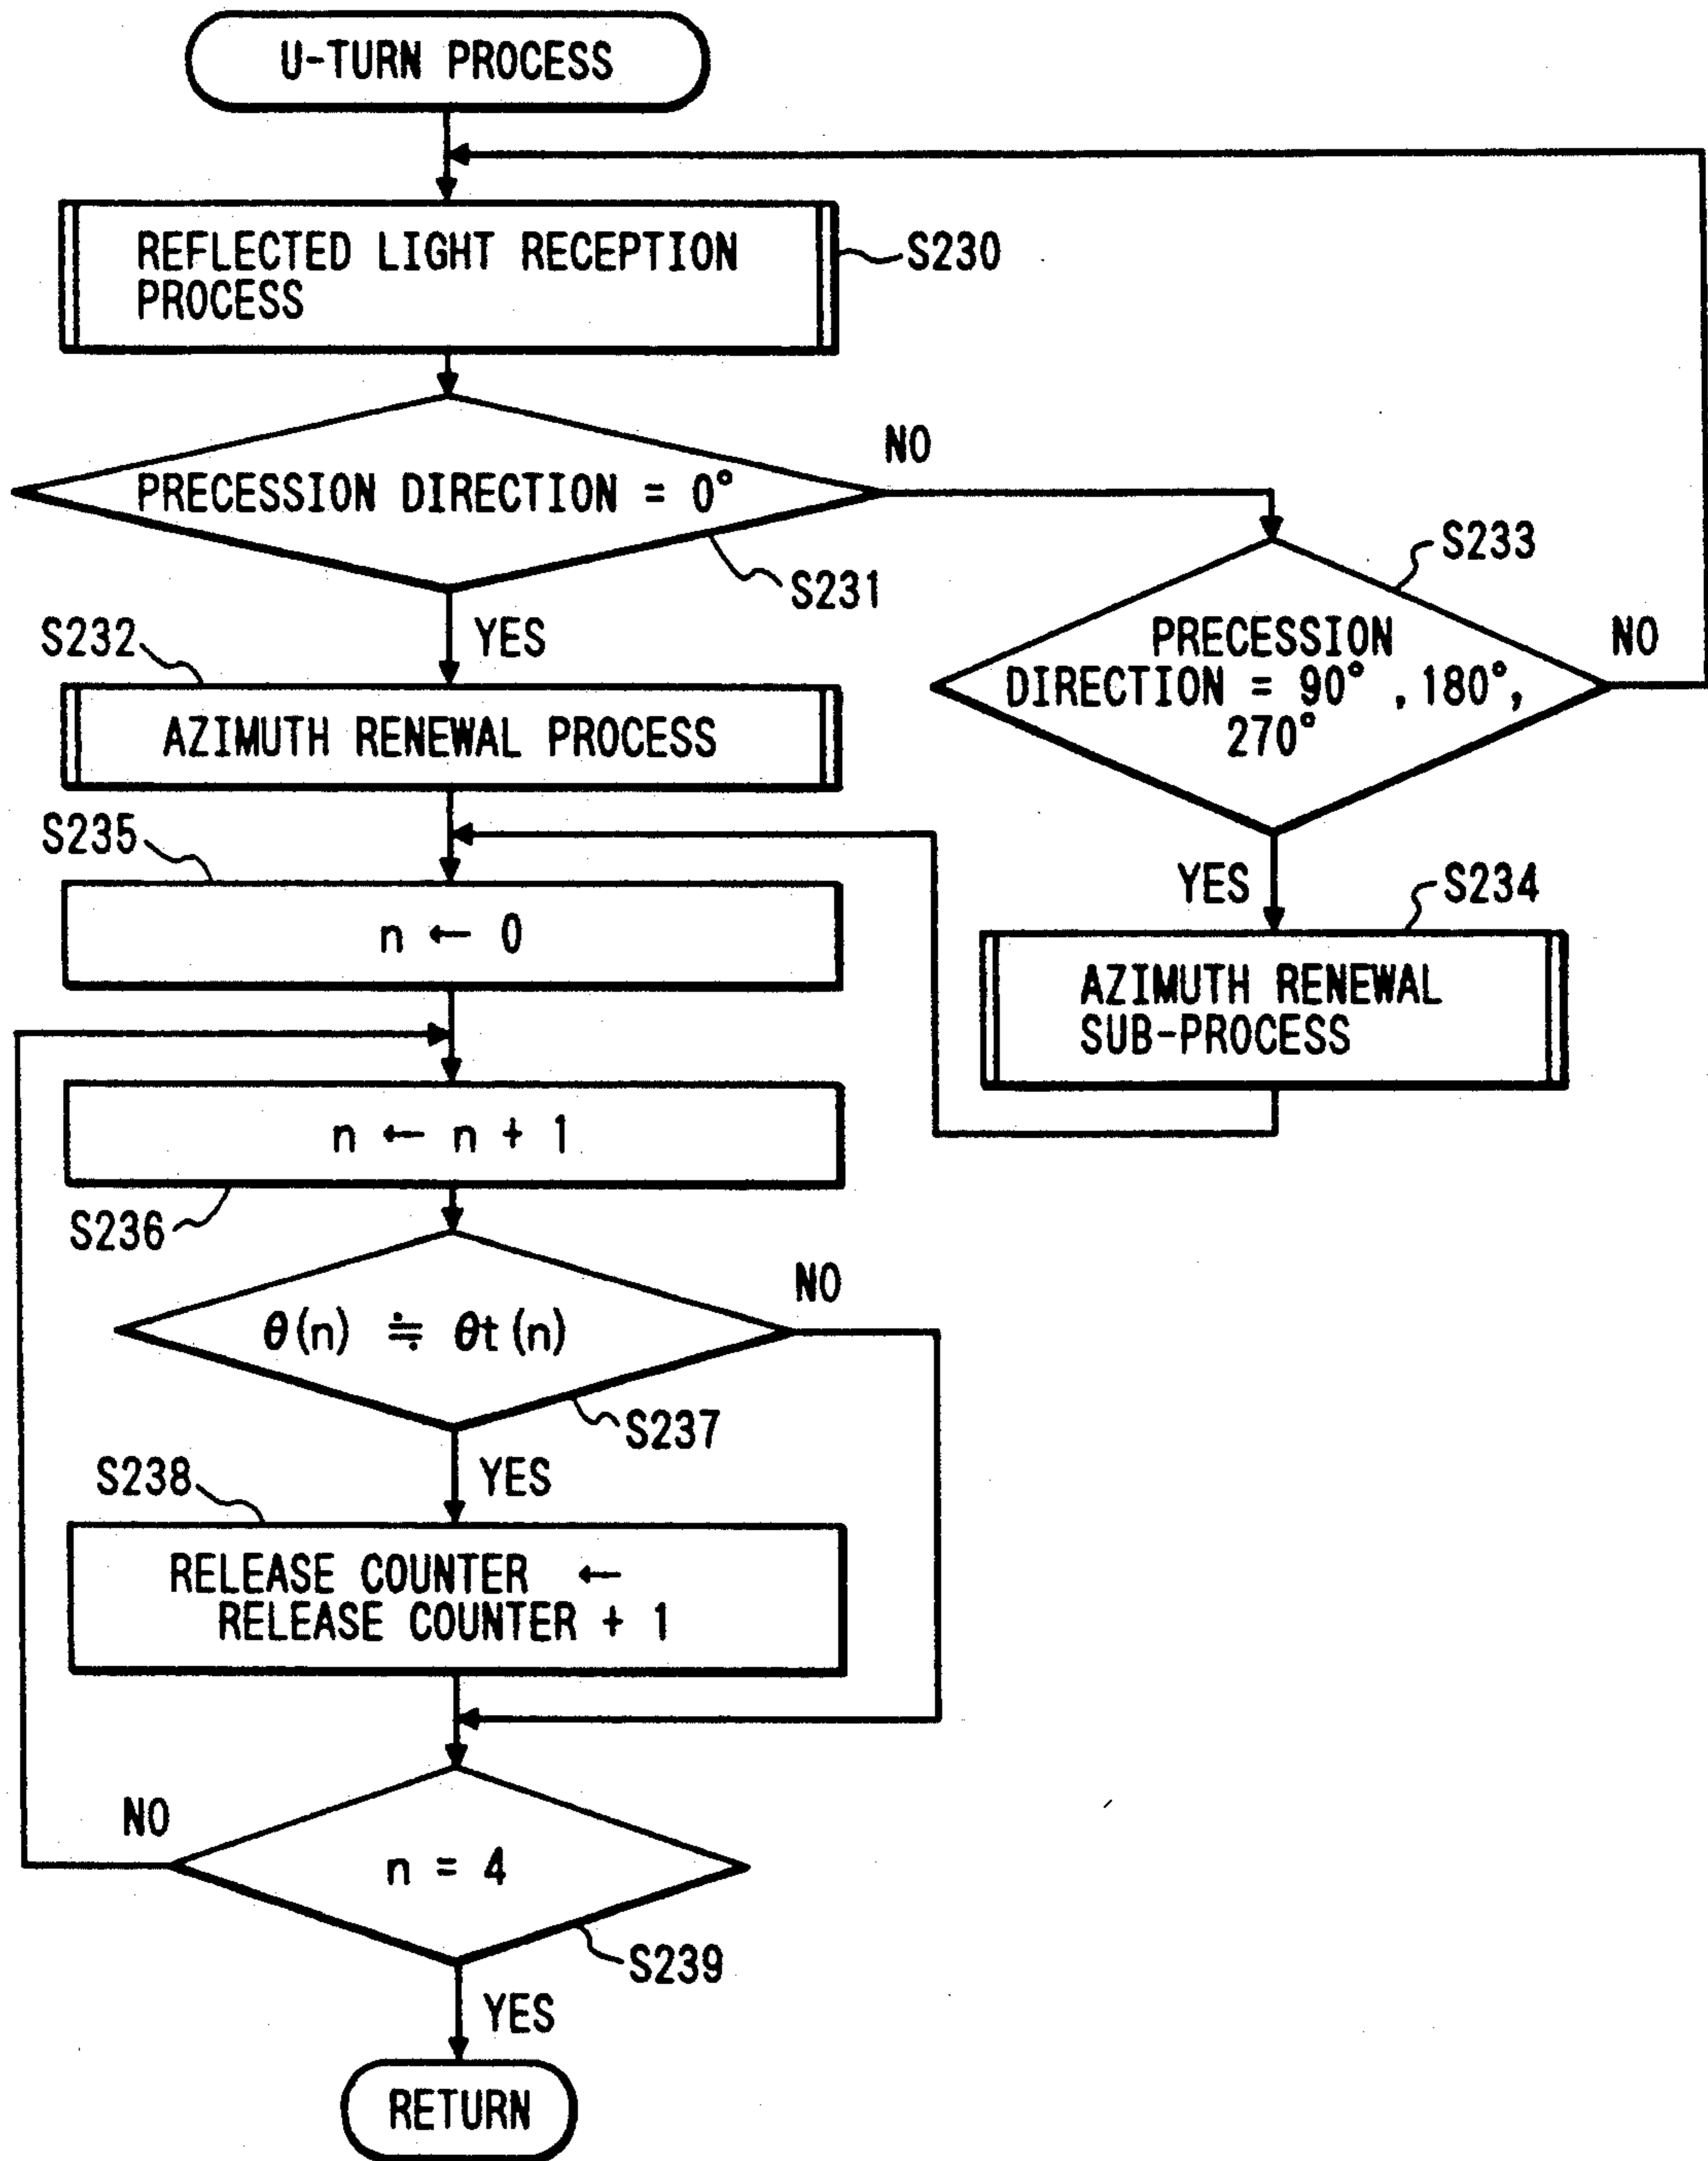 U-TURN PROCESS
REFLECTED LIGHT RECEPTION
PROCESS
S230
NO
PRECESSION DIRECTION = 0°
S231
S233
YES
S232
PRECESSION
DIRECTION = 90° ,180°,
270°
NO
AZIMUTH RENEWAL PROCESS
S235
YES
S234
n ← 0
AZIMUTH RENEWAL
SUB-PROCESS
n ← n + 1
S236
NO
θ(n) ≒ θt(n)
S237
S238
YES
RELEASE COUNTER ←
RELEASE COUNTER + 1
NO
n = 4
S239
YES
RETURN